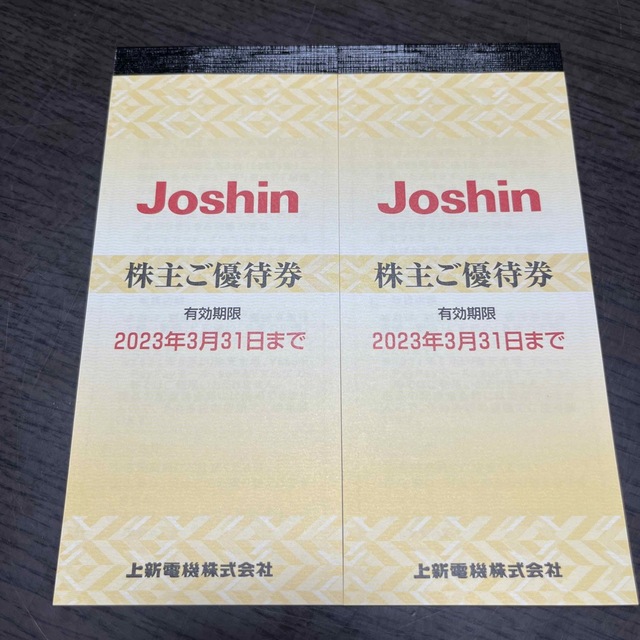 Joshin
株主ご優待券
有効期限
2023年3月31日まで
上新電機株式会社
Joshin
株主ご優待券
有効期限
2023年3月31日まで
上新電機株式会社